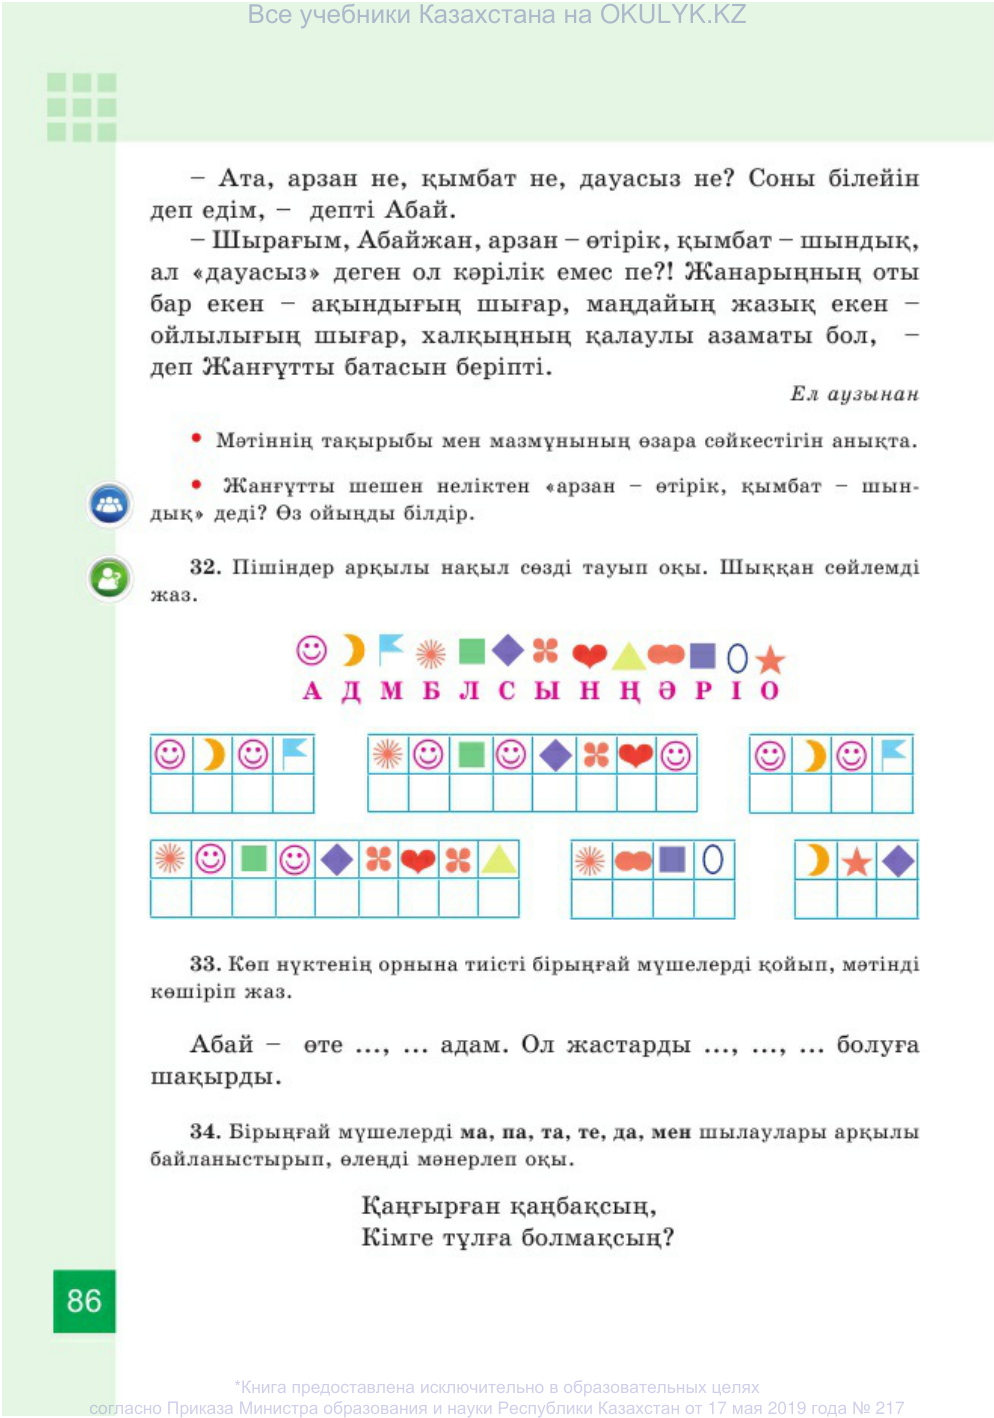 Все учебники Казахстана на OKULYK.KZ
– Ата, арзан не, қымбат не, дауасыз не? Соны білейін
деп едім, – депті Абай.
– Шырағым, Абайжан, арзан – өтірік, қымбат – шындық,
ал «дауасыз» деген ол кәрілік емес пе?! Жанарыңның оты
бар екен – ақындығың шығар, маңдайың жазық екен –
ойлылығың шығар, халқыңның қалаулы азаматы бол, –
деп Жанғұтты батасын беріпті.
Ел аузынан
• Мәтіннің тақырыбы мен мазмұнының өзара сәйкестігін анықта.
• Жанғұтты шешен неліктен «арзан – өтірік, қымбат – шын-
дық» деді? Өз ойыңды білдір.
32. Пішіндер арқылы нақыл сөзді тауып оқы. Шыққан сөйлемді
жаз.
А Д М Б Л С Ы Н Ң Ә Р І О
33. Көп нүктенің орнына тиісті бірыңғай мүшелерді қойып, мәтінді
көшіріп жаз.
Абай – өте ..., ... адам. Ол жастарды ..., ..., ... болуға
шақырды.
34. Бірыңғай мүшелерді ма, па, та, те, да, мен шылаулары арқылы
байланыстырып, өлеңді мәнерлеп оқы.
Қаңғырған қаңбақсың,
Кімге тұлға болмақсың?
86
*Книга предоставлена исключительно в образовательных целях
согласно Приказа Министра образования и науки Республики Казахстан от 17 мая 2019 года № 217